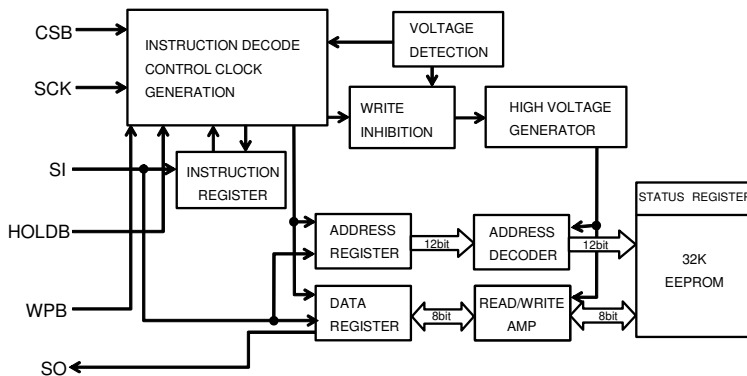 CSB
SCK
SI
HOLDB
WPB
SO
INSTRUCTION DECODE
CONTROL CLOCK
GENERATION
VOLTAGE
DETECTION
WRITE
INHIBITION
HIGH VOLTAGE
GENERATOR
INSTRUCTION
REGISTER
ADDRESS
REGISTER
12bit
ADDRESS
DECODER
12bit
DATA
REGISTER
8bit
READ/WRITE
AMP
8bit
STATUS REGISTER
32K
EEPROM